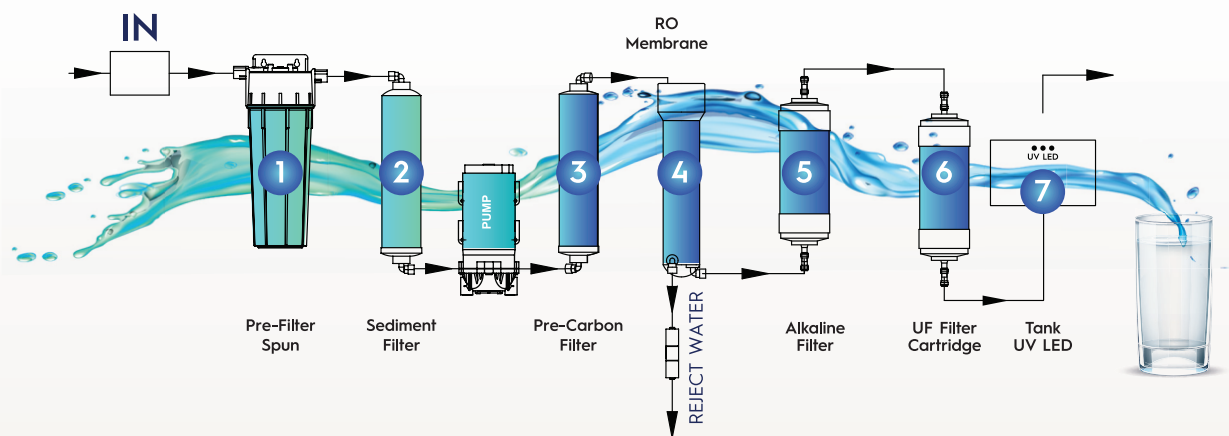 IN
RO
Membrane
1
2
PUMP
3
4
5
6
UV LED
7
Pre-Filter
Spun
Sediment
Filter
Pre-Carbon
Filter
REJECT WATER
Alkaline
Filter
UF Filter
Cartridge
Tank
UV LED